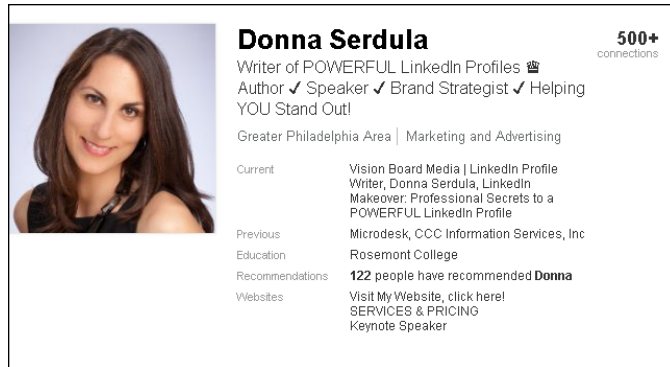 Donna Serdula
500+
connections
Writer of POWERFUL LinkedIn Profiles ♛
Author ✓ Speaker ✓ Brand Strategist ✓ Helping
YOU Stand Out!
Greater Philadelphia Area | Marketing and Advertising
Current Vision Board Media | LinkedIn Profile
Writer, Donna Serdula, LinkedIn
Makeover: Professional Secrets to a
POWERFUL LinkedIn Profile
Previous Microdesk, CCC Information Services, Inc
Education Rosemont College
Recommendations 122 people have recommended Donna
Websites Visit My Website, click here!
SERVICES & PRICING
Keynote Speaker